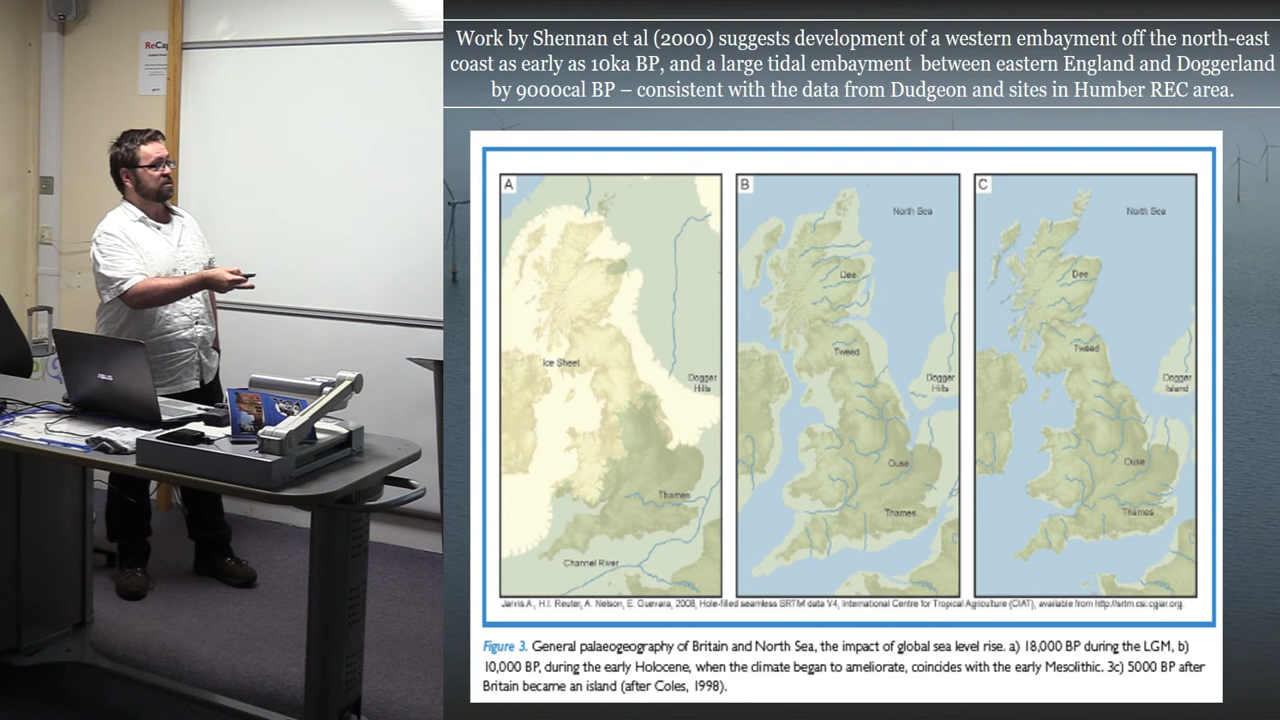 ReCap
Work by Shennan et al (2000) suggests development of a western embayment off the north-east
coast as early as 10ka BP, and a large tidal embayment between eastern England and Doggerland
by 9000cal BP – consistent with the data from Dudgeon and sites in Humber REC area.
A
Ice Sheet
Dogger
Hills
Thames
Channel River
B
North Sea
Dee
Tweed
Dogger
Hills
Ouse
Thames
C
North Sea
Dee
Tweed
Dogger
Island
Ouse
Thames
Jarvis A., H.I. Reuter, A. Nelson, E. Guevara, 2008, Hole-filled seamless SRTM data V4, International Centre for Tropical Agriculture (CIAT), available from http://srtm.csi.cgiar.org.
Figure 3. General palaeogeography of Britain and North Sea, the impact of global sea level rise. a) 18,000 BP during the LGM, b)
10,000 BP, during the early Holocene, when the climate began to ameliorate, coincides with the early Mesolithic. 3c) 5000 BP after
Britain became an island (after Coles, 1998).
ASUS